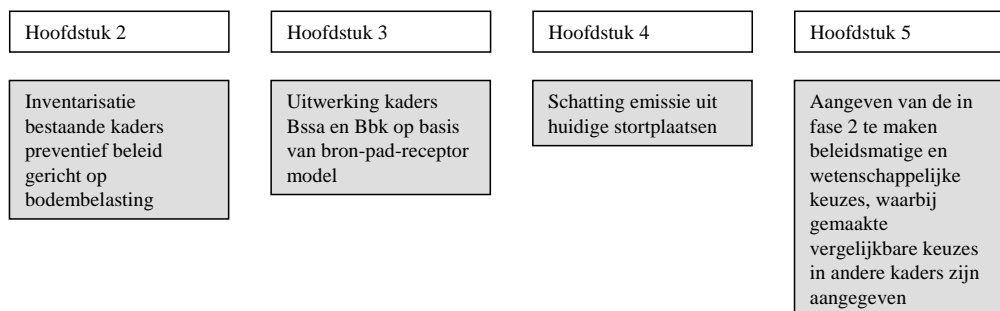 Hoofdstuk 2
Hoofdstuk 3
Hoofdstuk 4
Hoofdstuk 5
Inventarisatie
bestaande kaders
preventief beleid
gericht op
bodembelasting
Uitwerking kaders
Bssa en Bbk op basis
van bron-pad-receptor
model
Schatting emissie uit
huidige stortplaatsen
Aangeven van de in
fase 2 te maken
beleidsmatige en
wetenschappelijke
keuzes, waarbij
gemaakte
vergelijkbare keuzes
in andere kaders zijn
aangegeven